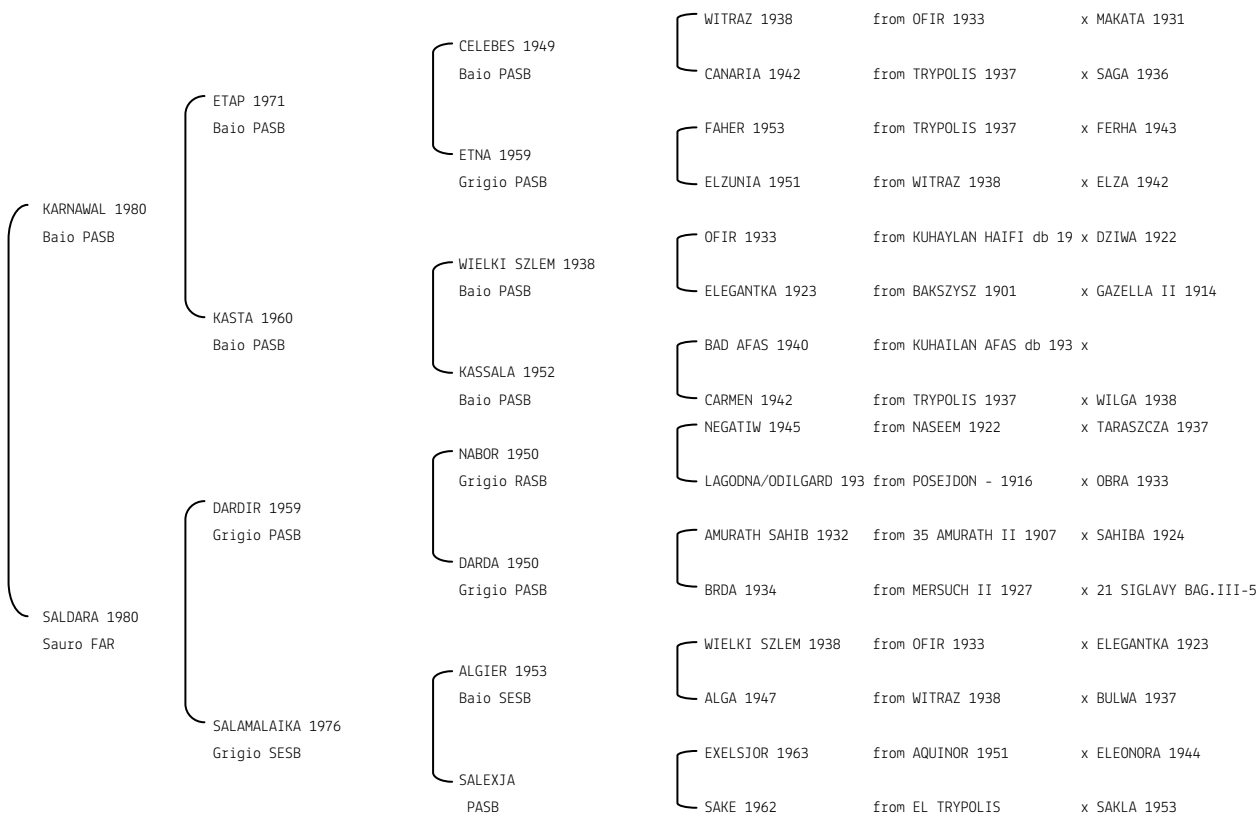 WITRAZ 1938 from OFIR 1933 x MAKATA 1931
CELEBES 1949
Baio PASB
CANARIA 1942 from TRYPOLIS 1937 x SAGA 1936
ETAP 1971
Baio PASB
FAHER 1953 from TRYPOLIS 1937 x FERHA 1943
ETNA 1959
Grigio PASB
ELZUNIA 1951 from WITRAZ 1938 x ELZA 1942
KARNAWAL 1980
Baio PASB
OFIR 1933 from KUHAYLAN HAIFI db 19 x DZIWA 1922
WIELKI SZLEM 1938
Baio PASB
ELEGANTKA 1923 from BAKSZYSZ 1901 x GAZELLA II 1914
KASTA 1960
Baio PASB
BAD AFAS 1940 from KUHAILAN AFAS db 193 x
KASSALA 1952
Baio PASB
CARMEN 1942 from TRYPOLIS 1937 x WILGA 1938
NEGATIW 1945 from NASEEM 1922 x TARASZCZA 1937
NABOR 1950
Grigio RASB
LAGODNA/ODILGARD 193 from POSEJDON - 1916 x OBRA 1933
DARDIR 1959
Grigio PASB
AMURATH SAHIB 1932 from 35 AMURATH II 1907 x SAHIBA 1924
DARDA 1950
Grigio PASB
BRDA 1934 from MERSUCH II 1927 x 21 SIGLAVY BAG.III-5
SALDARA 1980
Sauro FAR
WIELKI SZLEM 1938 from OFIR 1933 x ELEGANTKA 1923
ALGIER 1953
Baio SESB
ALGA 1947 from WITRAZ 1938 x BULWA 1937
SALAMALAIKA 1976
Grigio SESB
EXELSJOR 1963 from AQUINOR 1951 x ELEONORA 1944
SALEXJA
PASB
SAKE 1962 from EL TRYPOLIS x SAKLA 1953